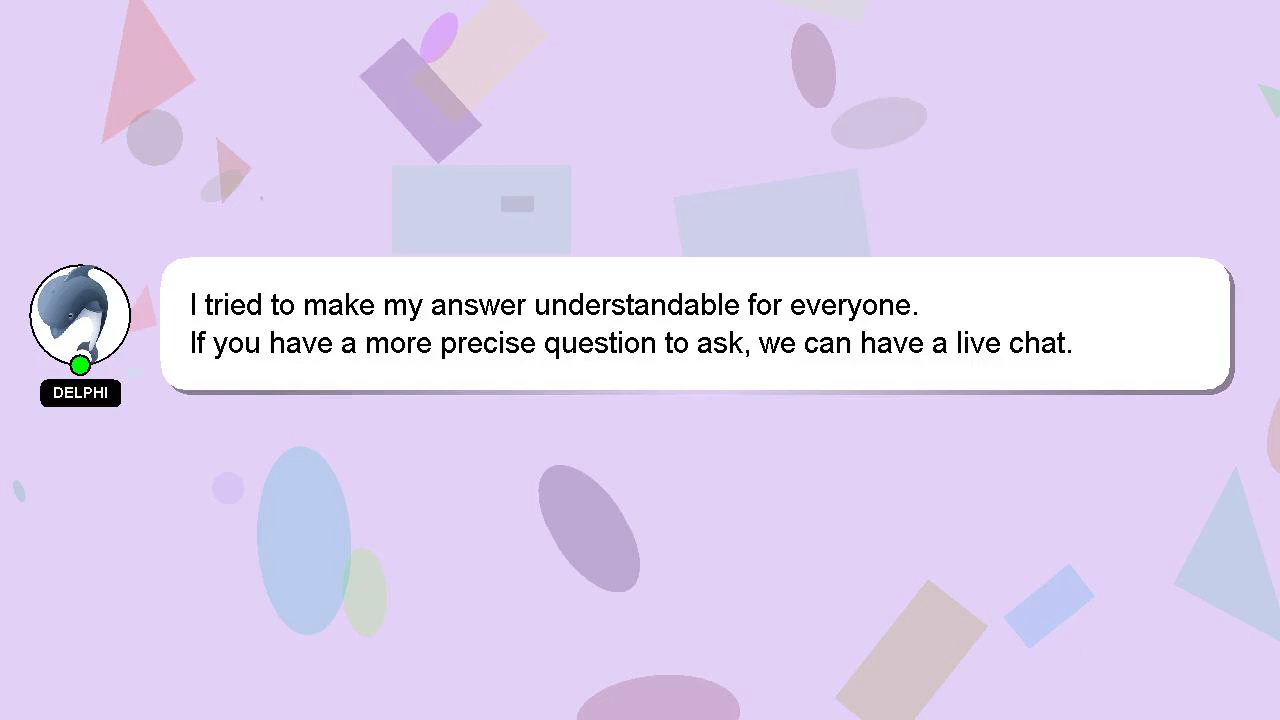 I tried to make my answer understandable for everyone.
If you have a more precise question to ask, we can have a live chat.
DELPHI